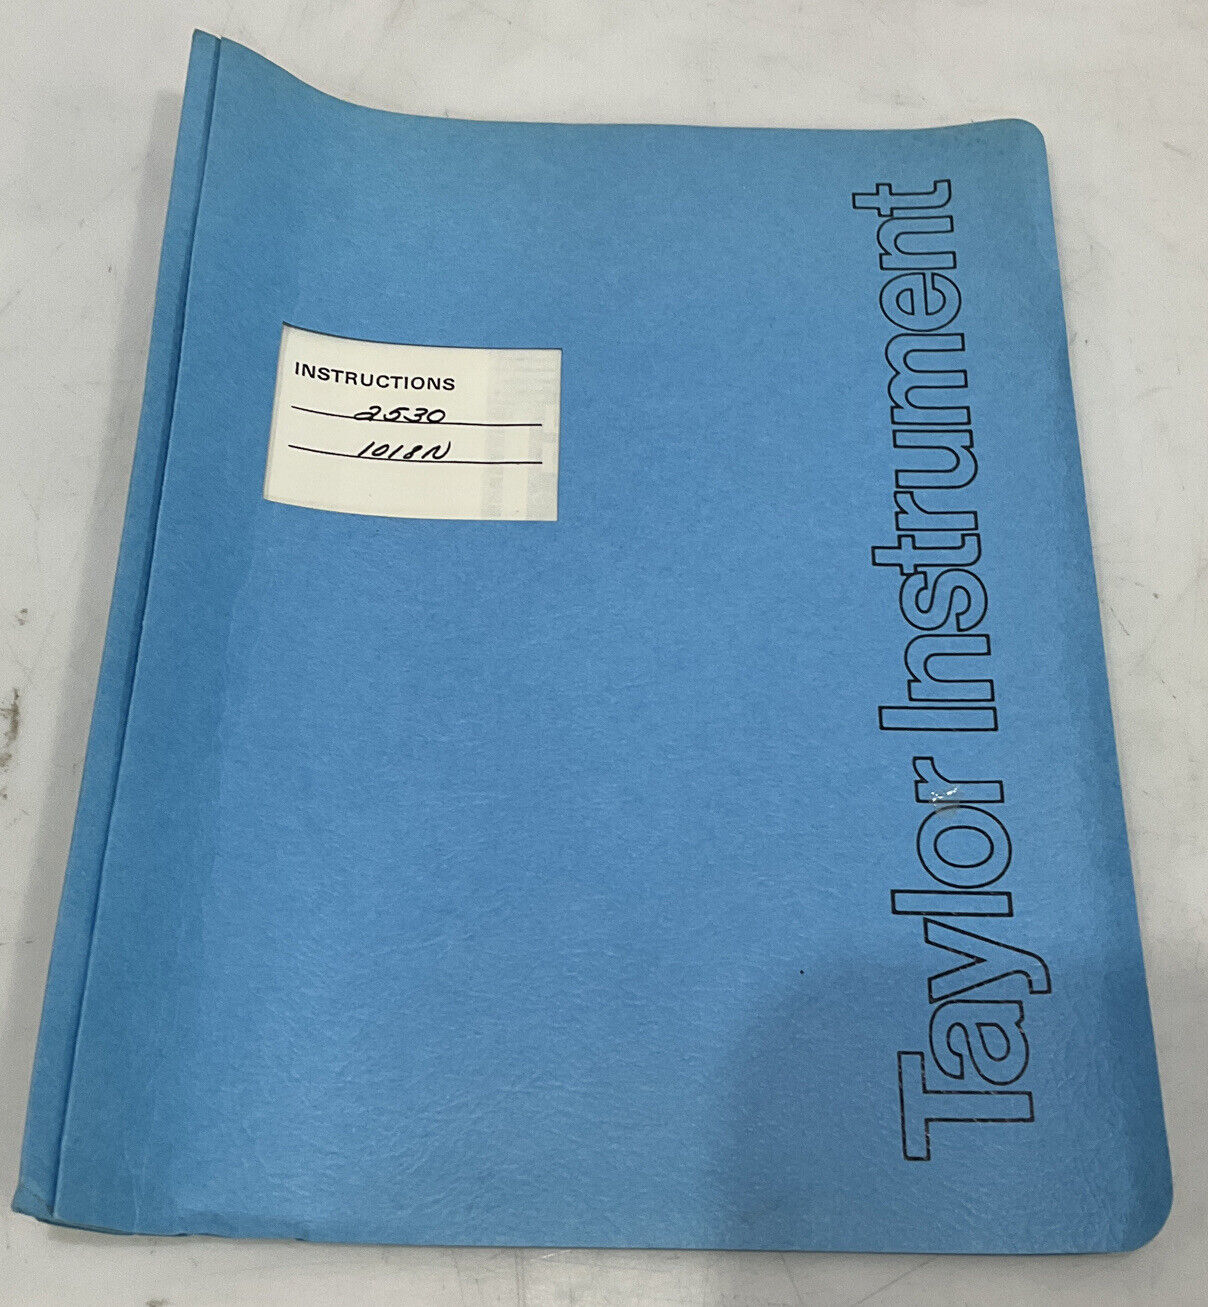 INSTRUCTIONS
2530
1018N
Taylor Instrument